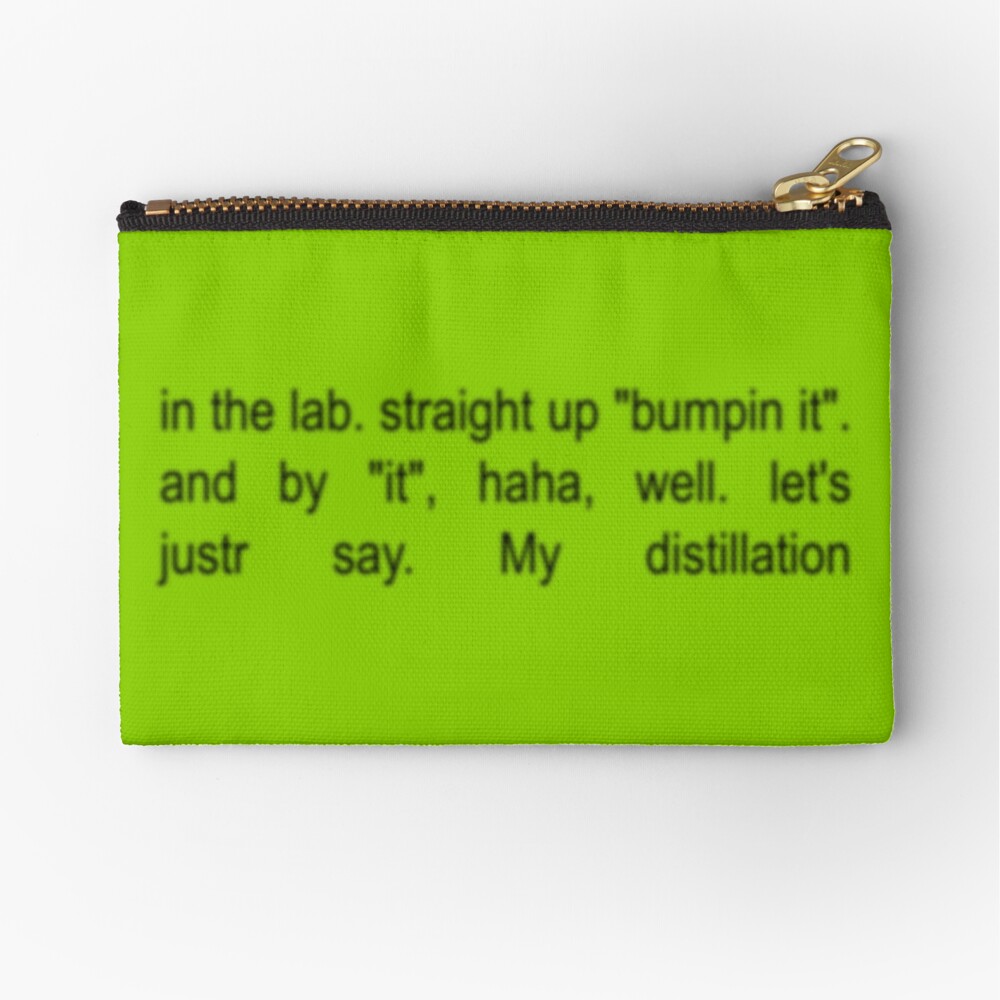 in the lab. straight up "bumpin it".
and by "it", haha, well. let's
justr say. My distillation